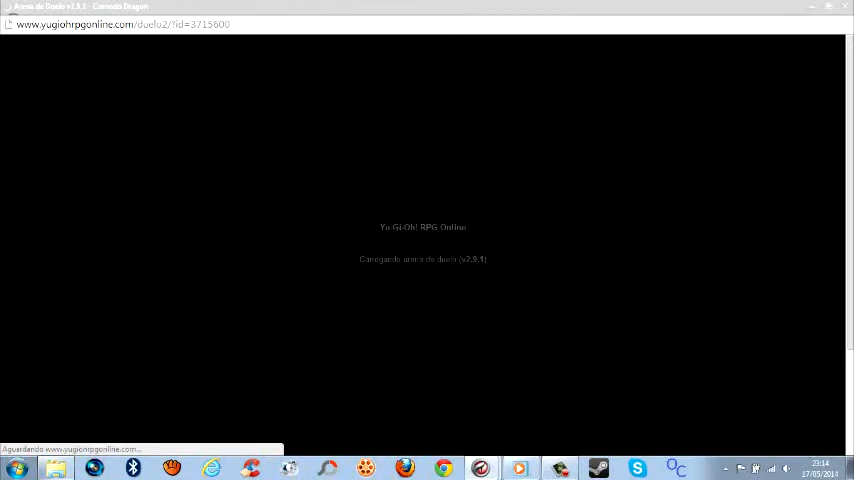 Arena de Duelo v2.9.1 - Comodo Dragon
www.yugiohrpgonline.com/duelo2/?id=3715600
Yu Gi-Oh! RPG Online
Carregando arena de duelo (v2.9.1)
Aguardando www.yugiohrpgonline.com...
23:14
17/05/2014